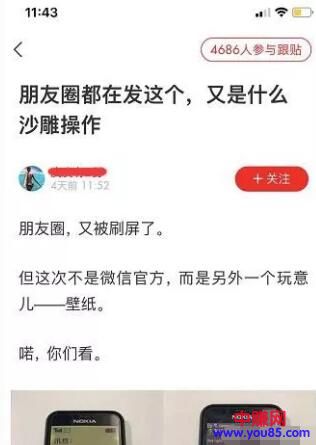 11:43
4686人参与跟贴
朋友圈都在发这个，又是什么
沙雕操作
4天前 11:52
+关注
朋友圈，又被刷屏了。
但这次不是微信官方，而是另外一个玩意
儿——壁纸。
喏，你们看。
NOKIA
NOKIA
www.you85.com